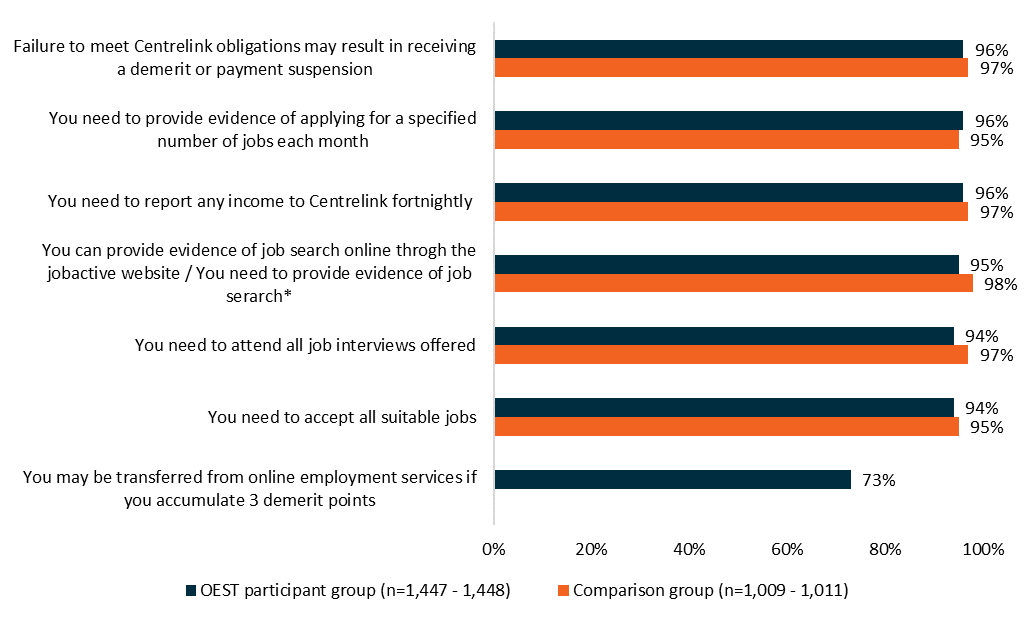 Failure to meet Centrelink obligations may result in receiving
a demerit or payment suspension
96%
97%
You need to provide evidence of applying for a specified
number of jobs each month
96%
95%
You need to report any income to Centrelink fortnightly
96%
97%
You can provide evidence of job search online throgh the
jobactive website / You need to provide evidence of job
serarch*
95%
98%
You need to attend all job interviews offered
94%
97%
You need to accept all suitable jobs
94%
95%
You may be transferred from online employment services if
you accumulate 3 demerit points
73%
0% 20% 40% 60% 80% 100%
OEST participant group (n=1,447 - 1,448) Comparison group (n=1,009 - 1,011)